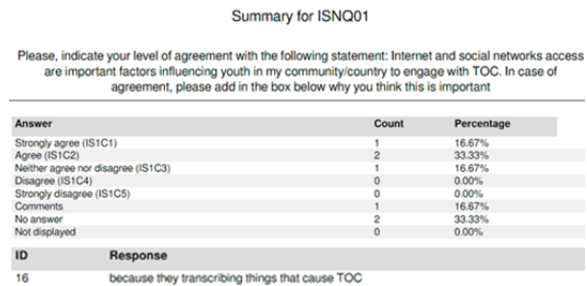 Summary for ISNQ01
Please, indicate your level of agreement with the following statement: Internet and social networks access
are important factors influencing youth in my community/country to engage with TOC. In case of
agreement, please add in the box below why you think this is important
Answer Count Percentage
Strongly agree (IS1C1) 1 16.67%
Agree (IS1C2) 2 33.33%
Neither agree nor disagree (IS1C3) 1 16.67%
Disagree (IS1C4) 0 0.00%
Strongly disagree (IS1C5) 0 0.00%
Comments 1 16.67%
No answer 2 33.33%
Not displayed 0 0.00%
ID Response
16 because they transcribing things that cause TOC